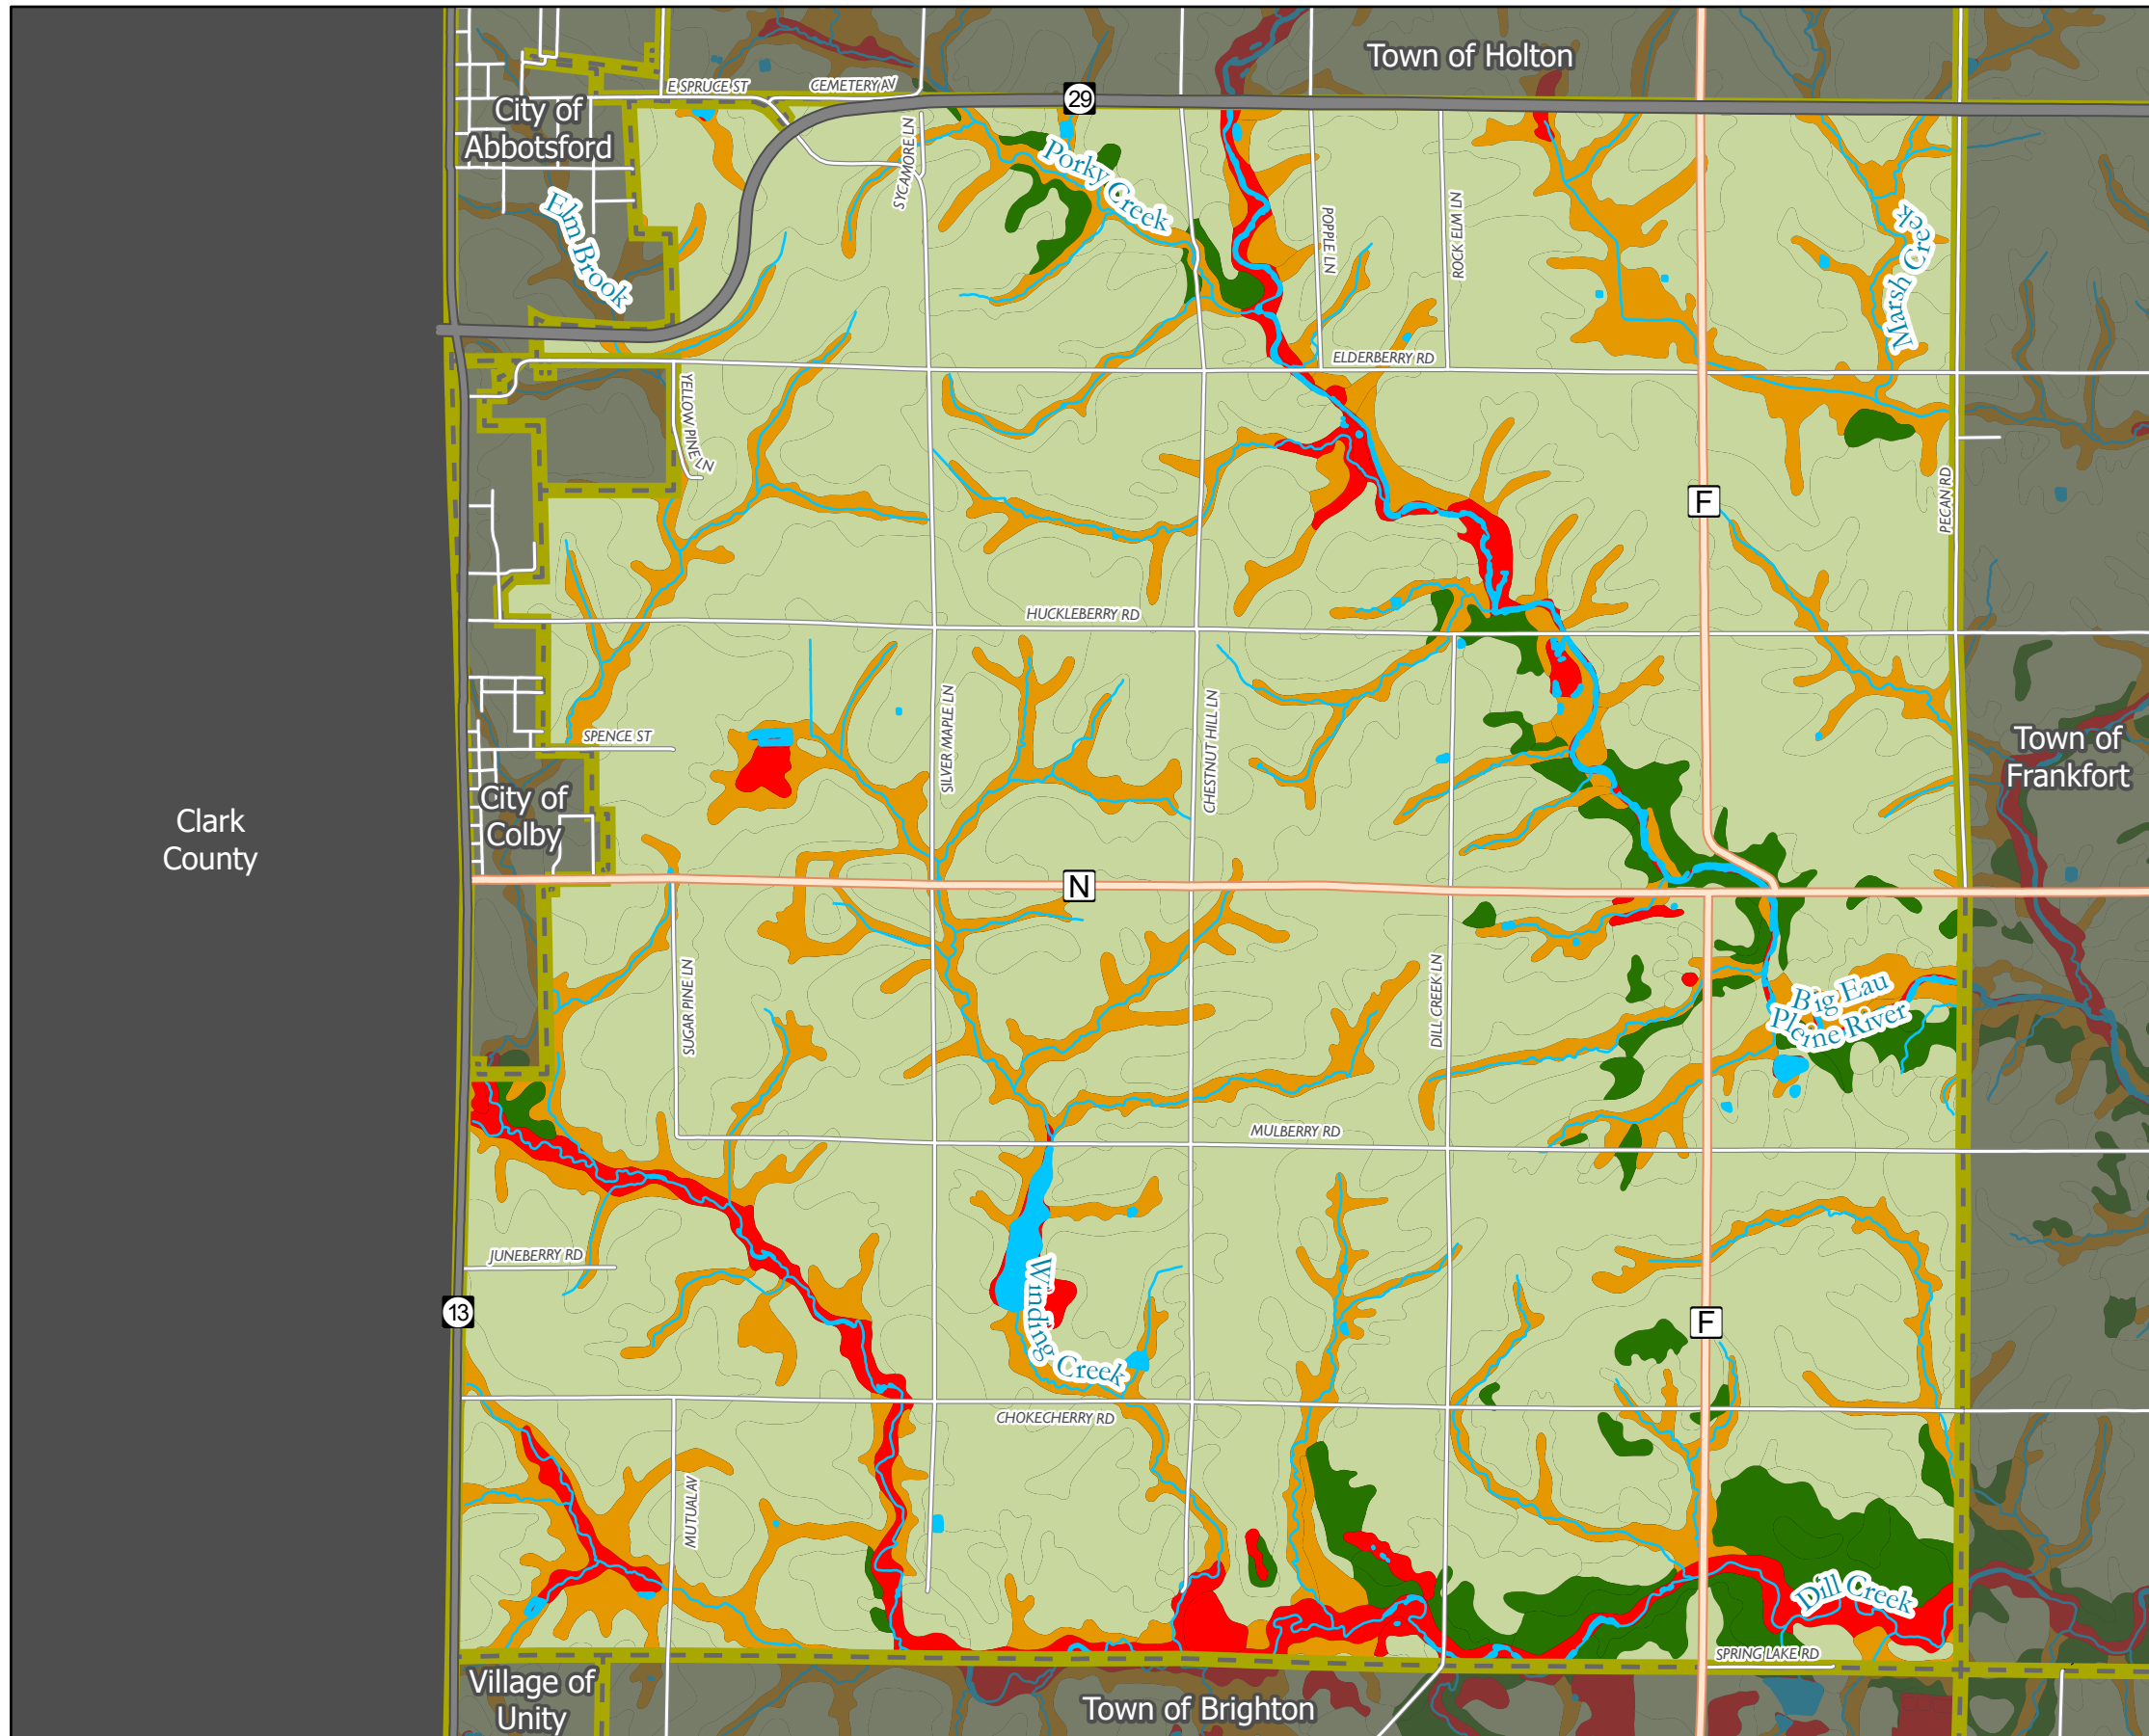 Town of Holton
E SPRUCE ST
CEMETERY AV
29
City of
Abbotsford
Elm Brook
Porky Creek
SYCAMORE LN
POPPLE LN
ROCK ELM LN
Marsh Creek
ELDERBERRY RD
YELLOW PINE LN
F
PECAN RD
HUCKLEBERRY RD
SPENCE ST
SILVER MAPLE LN
CHESTNUT HILL LN
Town of
Frankfort
City of
Colby
Clark
County
N
SUGAR PINE LN
DILL CREEK LN
Big Eau
Pleine River
MULBERRY RD
JUNEBERRY RD
13
Winding Creek
F
CHOKECHERRY RD
MUTUAL AV
Dill Creek
SPRING LAKE RD
Village of
Unity
Town of Brighton